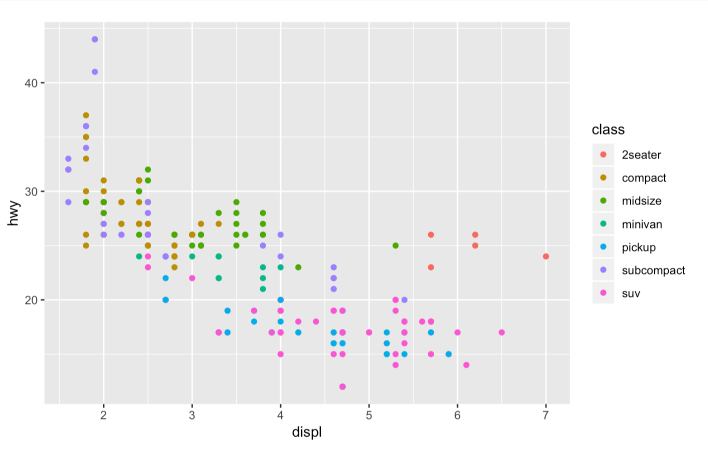 40
30
20
hwy
2
3
4
5
6
7
displ
class
2seater
compact
midsize
minivan
pickup
subcompact
suv